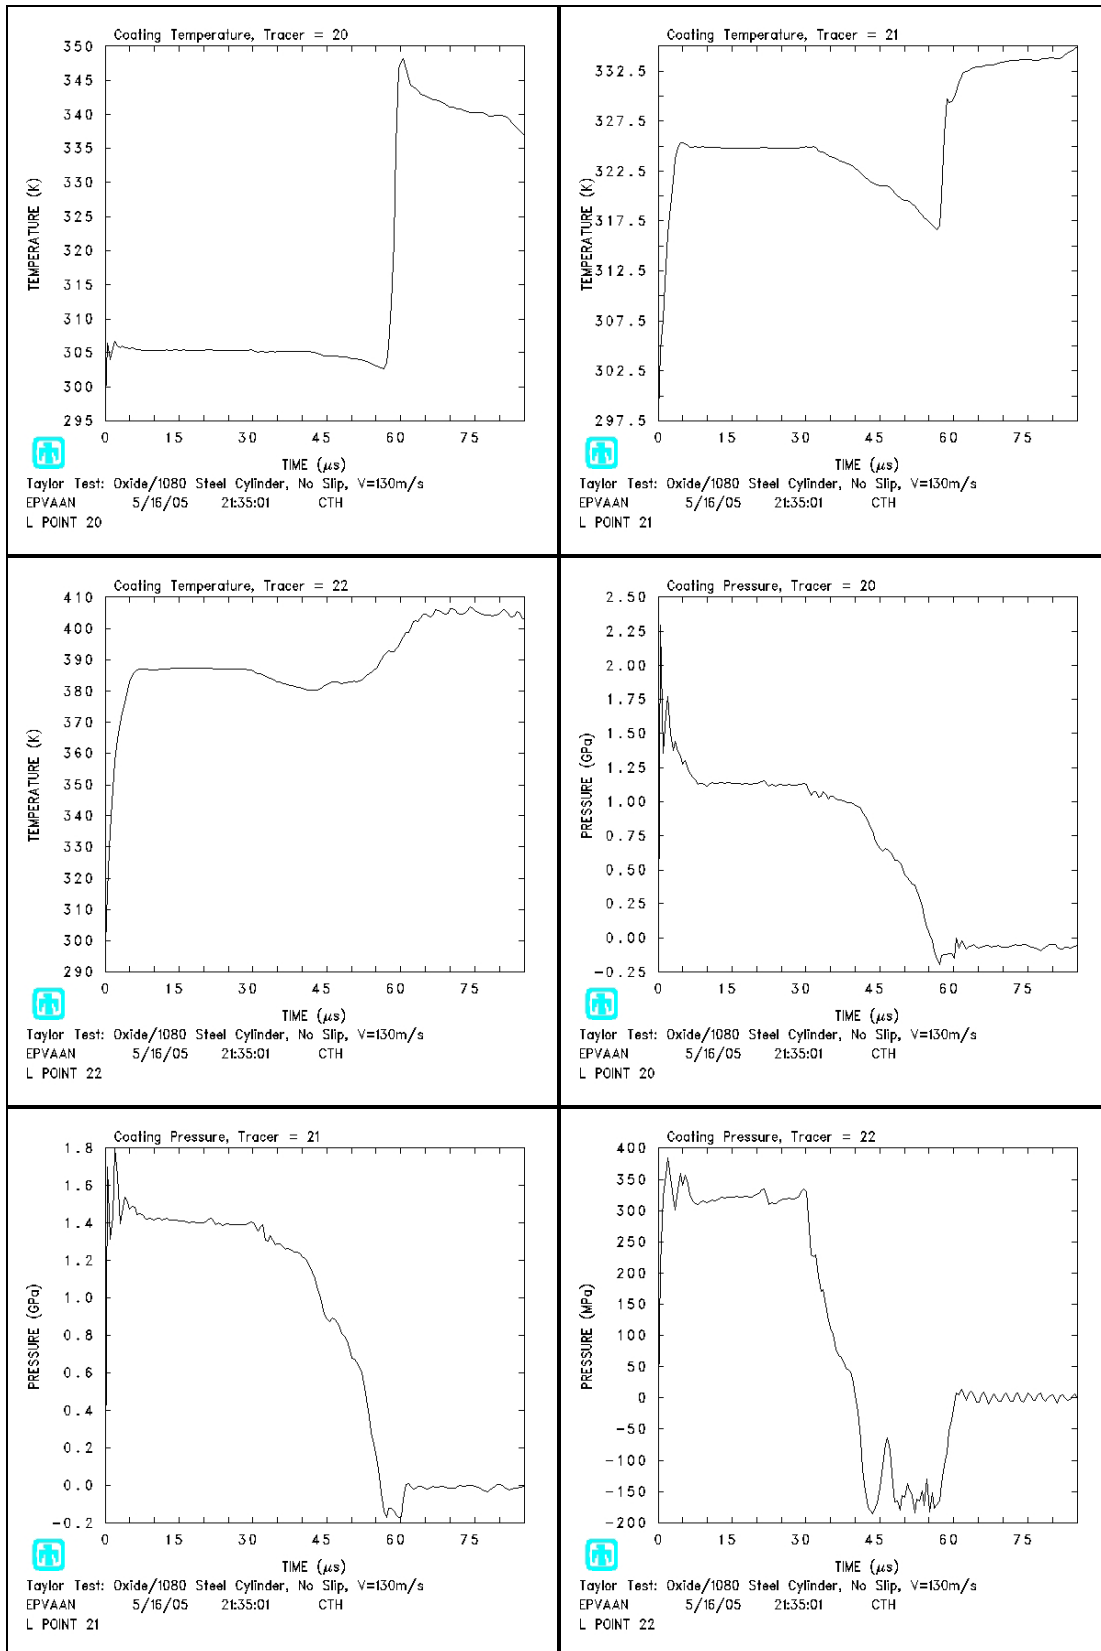 Coating Temperature, Tracer = 20
350
345
340
335
330
325
320
315
310
305
300
295
TEMPERATURE (K)
0 15 30 45 60 75
TIME (μs)
Taylor Test: Oxide/1080 Steel Cylinder, No Slip, V=130m/s
EPVAAN 5/16/05 21:35:01 CTH
L POINT 20
Coating Temperature, Tracer = 21
332.5
327.5
322.5
317.5
312.5
307.5
302.5
297.5
TEMPERATURE (K)
0 15 30 45 60 75
TIME (μs)
Taylor Test: Oxide/1080 Steel Cylinder, No Slip, V=130m/s
EPVAAN 5/16/05 21:35:01 CTH
L POINT 21
Coating Temperature, Tracer = 22
410
400
390
380
370
360
350
340
330
320
310
300
290
TEMPERATURE (K)
0 15 30 45 60 75
TIME (μs)
Taylor Test: Oxide/1080 Steel Cylinder, No Slip, V=130m/s
EPVAAN 5/16/05 21:35:01 CTH
L POINT 22
Coating Pressure, Tracer = 20
2.50
2.25
2.00
1.75
1.50
1.25
1.00
0.75
0.50
0.25
0.00
-0.25
PRESSURE (GPa)
0 15 30 45 60 75
TIME (μs)
Taylor Test: Oxide/1080 Steel Cylinder, No Slip, V=130m/s
EPVAAN 5/16/05 21:35:01 CTH
L POINT 20
Coating Pressure, Tracer = 21
1.8
1.6
1.4
1.2
1.0
0.8
0.6
0.4
0.2
0.0
-0.2
PRESSURE (GPa)
0 15 30 45 60 75
TIME (μs)
Taylor Test: Oxide/1080 Steel Cylinder, No Slip, V=130m/s
EPVAAN 5/16/05 21:35:01 CTH
L POINT 21
Coating Pressure, Tracer = 22
400
350
300
250
200
150
100
50
0
-50
-100
-150
-200
PRESSURE (MPa)
0 15 30 45 60 75
TIME (μs)
Taylor Test: Oxide/1080 Steel Cylinder, No Slip, V=130m/s
EPVAAN 5/16/05 21:35:01 CTH
L POINT 22